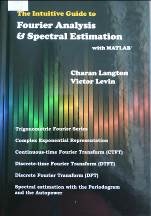 The Intuitive Guide to
Fourier Analysis
& Spectral Estimation
with MATLAB®
Charan Langton
Victor Levin
Trigonometric Fourier Series
Complex Exponential Representation
Continuous-time Fourier Transform (CTFT)
Discrete-time Fourier Transform (DTFT)
Discrete Fourier Transform (DFT)
Spectral estimation with the Periodogram
and the Autopower